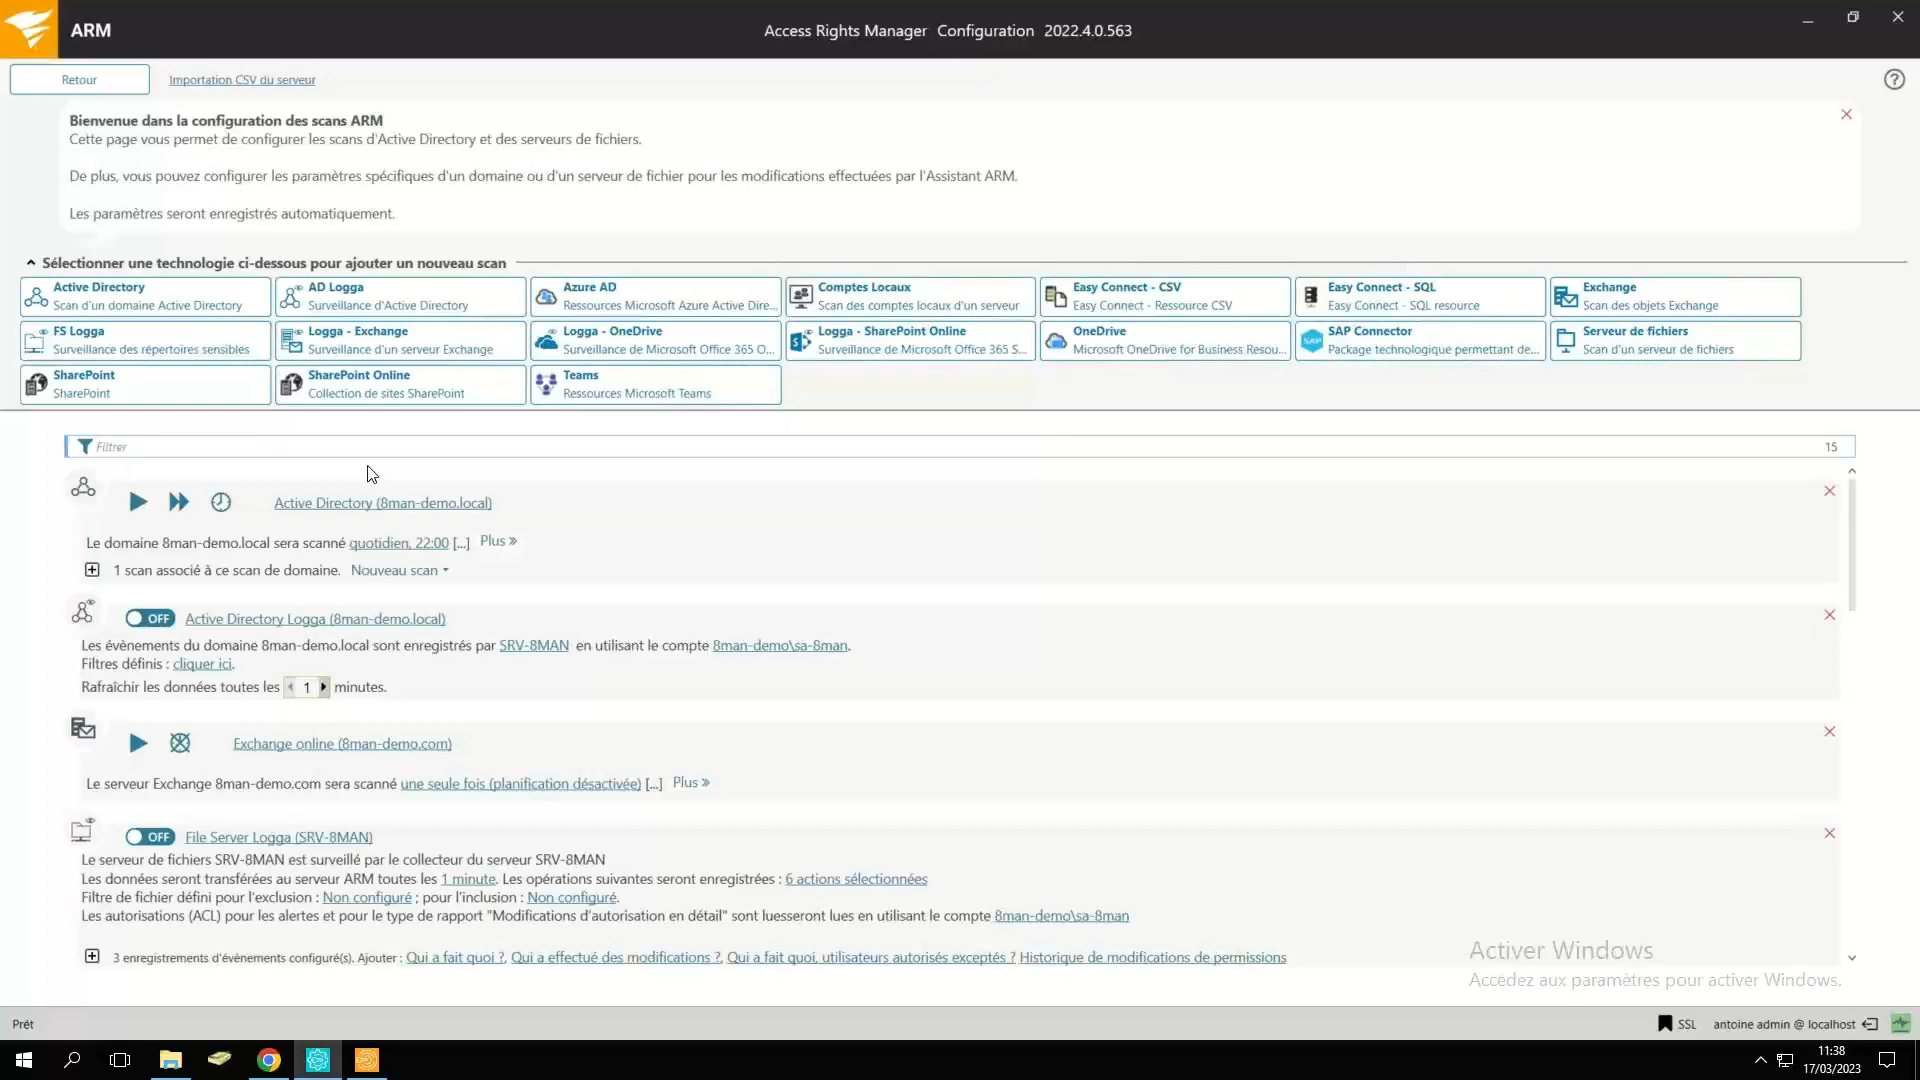 ARM
Access Rights Manager Configuration 2022.4.0.563
Retour
Importation CSV du serveur
Bienvenue dans la configuration des scans ARM
Cette page vous permet de configurer les scans d'Active Directory et des serveurs de fichiers.
De plus, vous pouvez configurer les paramètres spécifiques d'un domaine ou d'un serveur de fichier pour les modifications effectuées par l'Assistant ARM.
Les paramètres seront enregistrés automatiquement.
Sélectionner une technologie ci-dessous pour ajouter un nouveau scan
Active Directory
Scan d'un domaine Active Directory
AD Logga
Surveillance d'Active Directory
Azure AD
Ressources Microsoft Azure Active Dire...
Comptes Locaux
Scan des comptes locaux d'un serveur
Easy Connect - CSV
Easy Connect - Ressource CSV
Easy Connect - SQL
Easy Connect - SQL resource
Exchange
Scan des objets Exchange
FS Logga
Surveillance des répertoires sensibles
Logga - Exchange
Surveillance d'un serveur Exchange
Logga - OneDrive
Surveillance de Microsoft Office 365 O...
Logga - SharePoint Online
Surveillance de Microsoft Office 365 S...
OneDrive
Microsoft OneDrive for Business Resou...
SAP
SAP Connector
Package technologique permettant de...
Serveur de fichiers
Scan d'un serveur de fichiers
SharePoint
SharePoint
SharePoint Online
Collection de sites SharePoint
Teams
Ressources Microsoft Teams
Filtrer
15
Active Directory (8man-demo.local)
Le domaine 8man-demo.local sera scanné quotidien, 22:00 [...] Plus »
1 scan associé à ce scan de domaine. Nouveau scan
OFF Active Directory Logga (8man-demo.local)
Les évènements du domaine 8man-demo.local sont enregistrés par SRV-8MAN en utilisant le compte 8man-demo\sa-8man.
Filtres définis : cliquer ici.
Rafraîchir les données toutes les 1 minutes.
Exchange online (8man-demo.com)
Le serveur Exchange 8man-demo.com sera scanné une seule fois (planification désactivée) [...] Plus »
OFF File Server Logga (SRV-8MAN)
Le serveur de fichiers SRV-8MAN est surveillé par le collecteur du serveur SRV-8MAN
Les données seront transférées au serveur ARM toutes les 1 minute. Les opérations suivantes seront enregistrées : 6 actions sélectionnées
Filtre de fichier défini pour l'exclusion : Non configuré ; pour l'inclusion : Non configuré.
Les autorisations (ACL) pour les alertes et pour le type de rapport "Modifications d'autorisation en détail" sont luesseront lues en utilisant le compte 8man-demo\sa-8man
3 enregistrements d'évènements configuré(s). Ajouter : Qui a fait quoi ?, Qui a effectué des modifications ?, Qui a fait quoi, utilisateurs autorisés exceptés ? Historique de modifications de permissions
Activer Windows
Accédez aux paramètres pour activer Windows.
Prêt
SSL
antoine admin @ localhost
11:38
17/03/2023